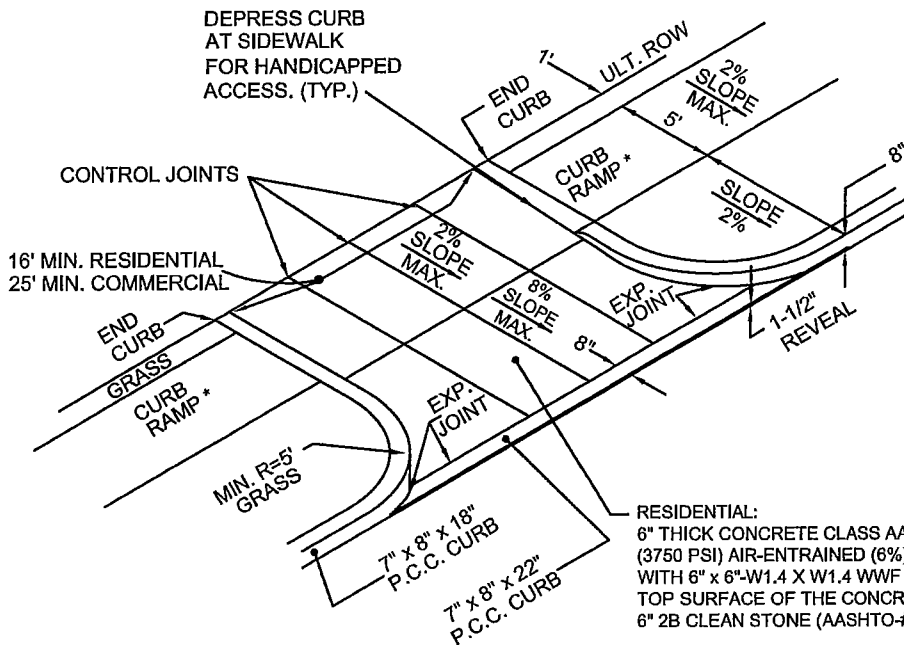 DEPRESS CURB
AT SIDEWALK
FOR HANDICAPPED
ACCESS. (TYP.)
1'
ULT. ROW
END
CURB
2%
SLOPE
MAX.
5'
CONTROL JOINTS
CURB
RAMP *
SLOPE
2%
8"
16' MIN. RESIDENTIAL
25' MIN. COMMERCIAL
2%
SLOPE
MAX.
8%
SLOPE
MAX.
EXP.
JOINT
1-1/2"
REVEAL
END
CURB
GRASS
CURB
RAMP *
8"
EXP.
JOINT
MIN. R=5'
GRASS
7" x 8" x 18"
P.C.C. CURB
7" x 8" x 22"
P.C.C. CURB
RESIDENTIAL:
6" THICK CONCRETE CLASS AA
(3750 PSI) AIR-ENTRAINED (6%)
WITH 6" x 6"-W1.4 X W1.4 WWF
TOP SURFACE OF THE CONCR
6" 2B CLEAN STONE (AASHTO-#